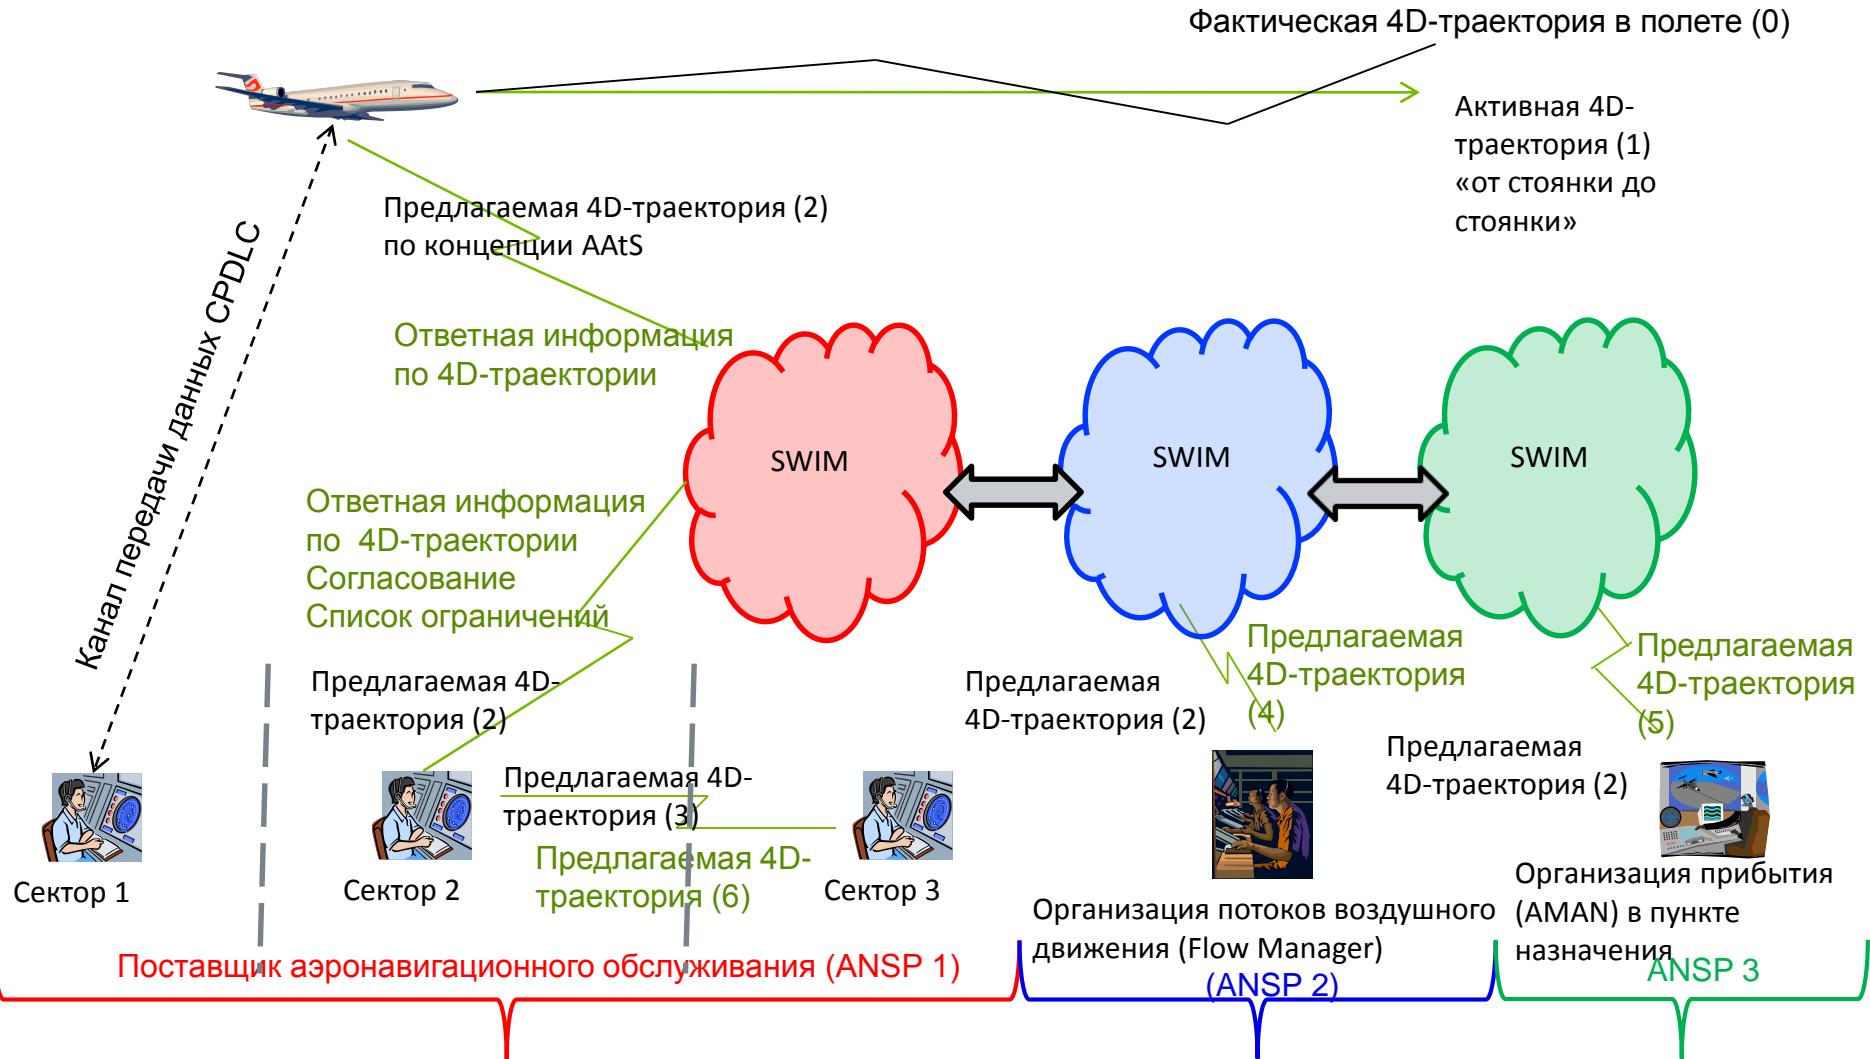 Фактическая 4D-траектория в полете (0)
Активная 4D-
траектория (1)
«от стоянки до
стоянки»
Предлагаемая 4D-траектория (2)
по концепции AAtS
Канал передачи данных CPDLC
Ответная информация
по 4D-траектории
SWIM
SWIM
SWIM
Ответная информация
по 4D-траектории
Согласование
Список ограничений
Предлагаемая 4D-
траектория (2)
Предлагаемая
4D-траектория (2)
Предлагаемая
4D-траектория
(4)
Предлагаемая
4D-траектория
(5)
Предлагаемая
4D-траектория (2)
Предлагаемая 4D-
траектория (3)
Предлагаемая 4D-
траектория (6)
Сектор 1
Сектор 2
Сектор 3
Организация потоков воздушного
движения (Flow Manager)
Организация прибытия
(AMAN) в пункте
назначения
Поставщик аэронавигационного обслуживания (ANSP 1)
(ANSP 2)
ANSP 3